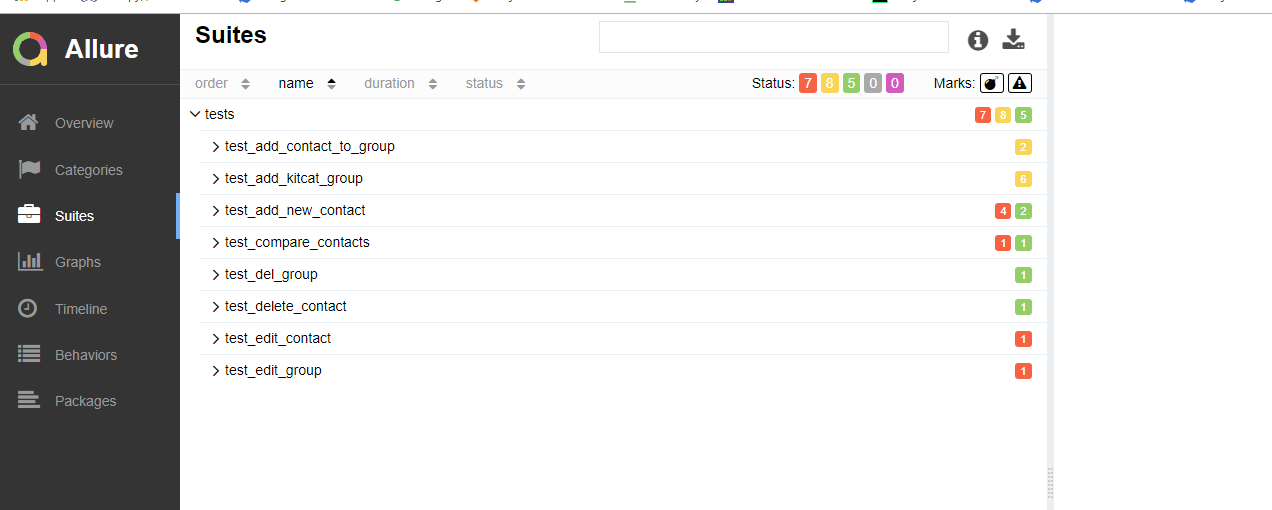 Allure
Overview
Categories
Suites
Graphs
Timeline
Behaviors
Packages
Suites
order name duration status Status: 7 8 5 0 0 Marks:
tests 7 8 5
test_add_contact_to_group 2
test_add_kitcat_group 6
test_add_new_contact 4 2
test_compare_contacts 1 1
test_del_group 1
test_delete_contact 1
test_edit_contact 1
test_edit_group 1